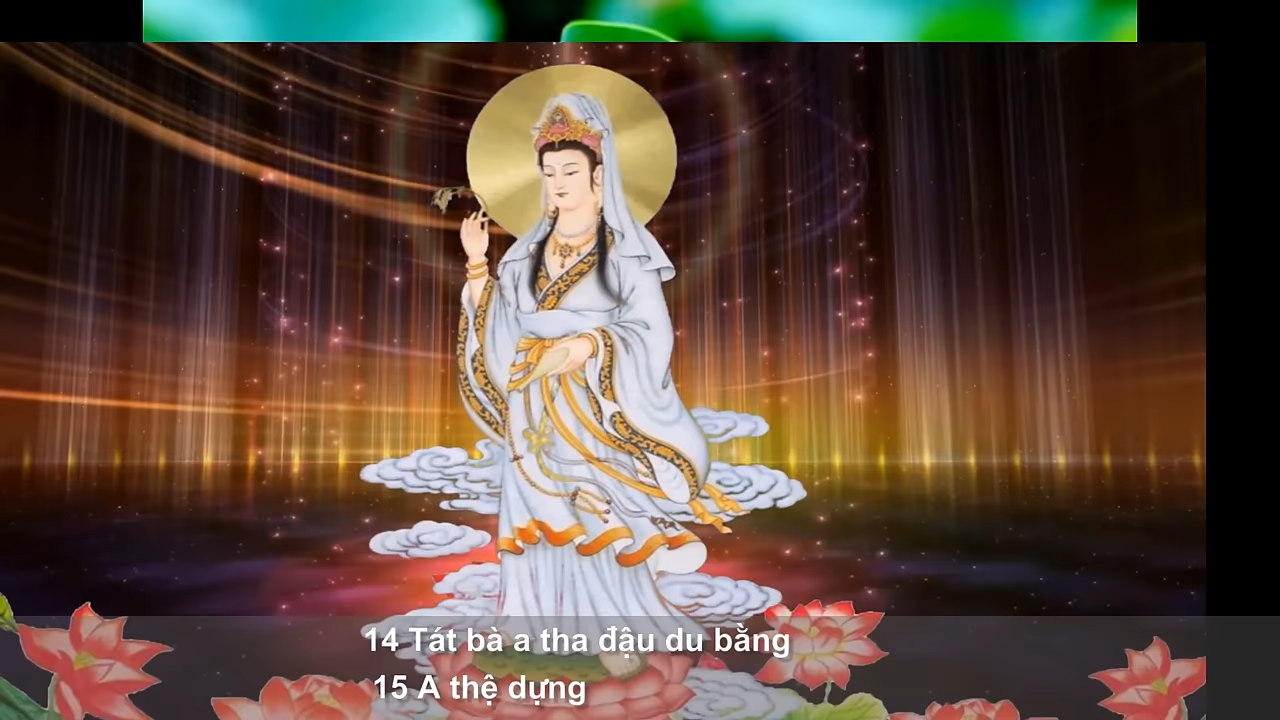 14 Tát bà a tha đậu du bằng
15 A thệ dựng